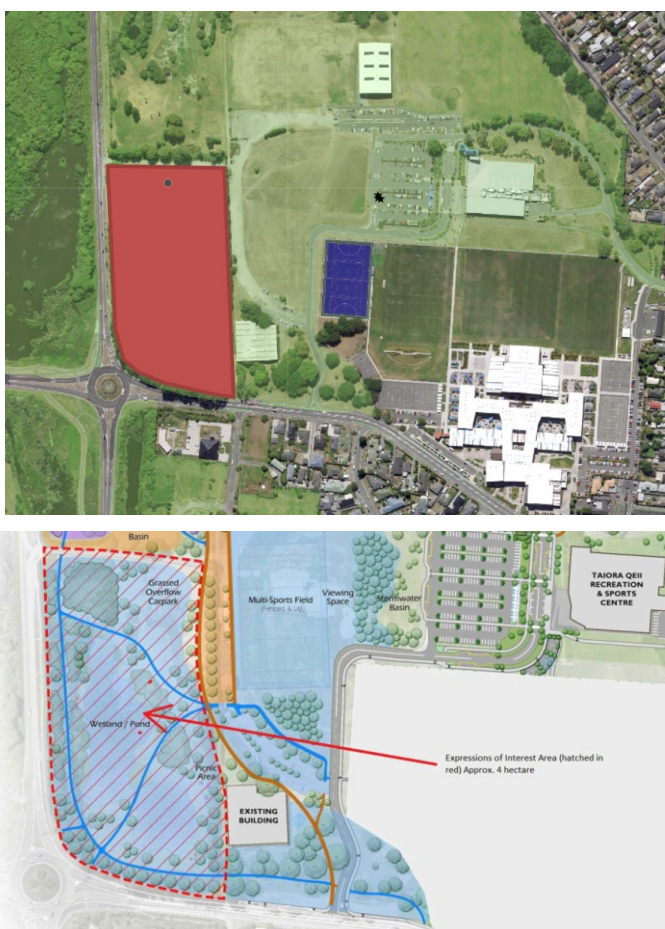 Basin
Grassed
Overflow
Carpark
Multi-Sports Field
(Fenced & Lit)
Viewing
Space
Stormwater
Basin
TAIORA QEII
RECREATION
& SPORTS
CENTRE
Wetland / Pond
Picnic
Area
EXISTING
BUILDING
Expressions of Interest Area (hatched in
red) Approx. 4 hectare